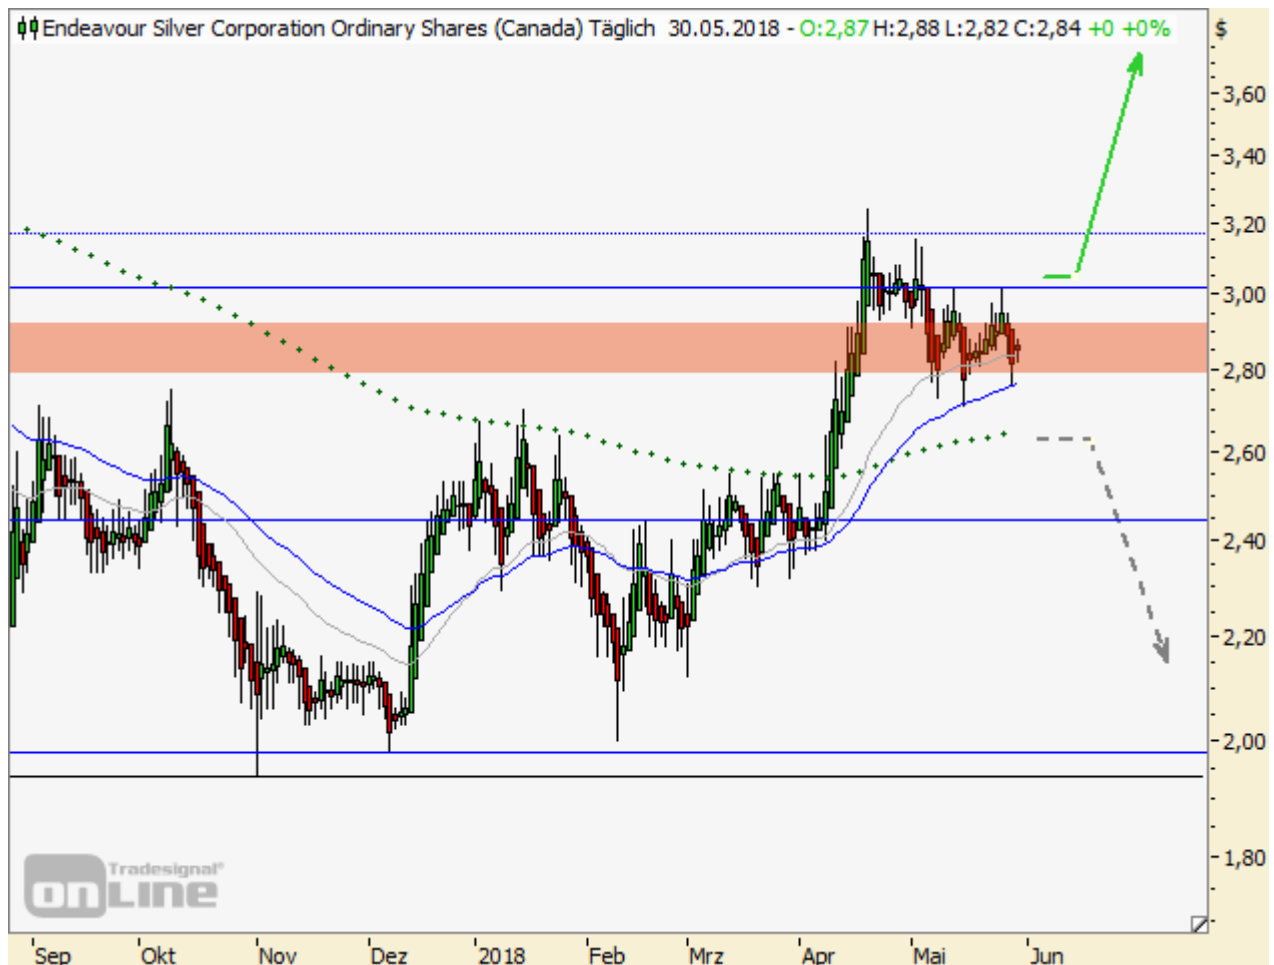 Endeavour Silver Corporation Ordinary Shares (Canada) Täglich 30.05.2018 - O:2,87 H:2,88 L:2,82 C:2,84 +0 +0%
$
3,60
3,40
3,20
3,00
2,80
2,60
2,40
2,20
2,00
1,80
Tradesignal®
onLine
Sep Okt Nov Dez 2018 Feb Mrz Apr Mai Jun